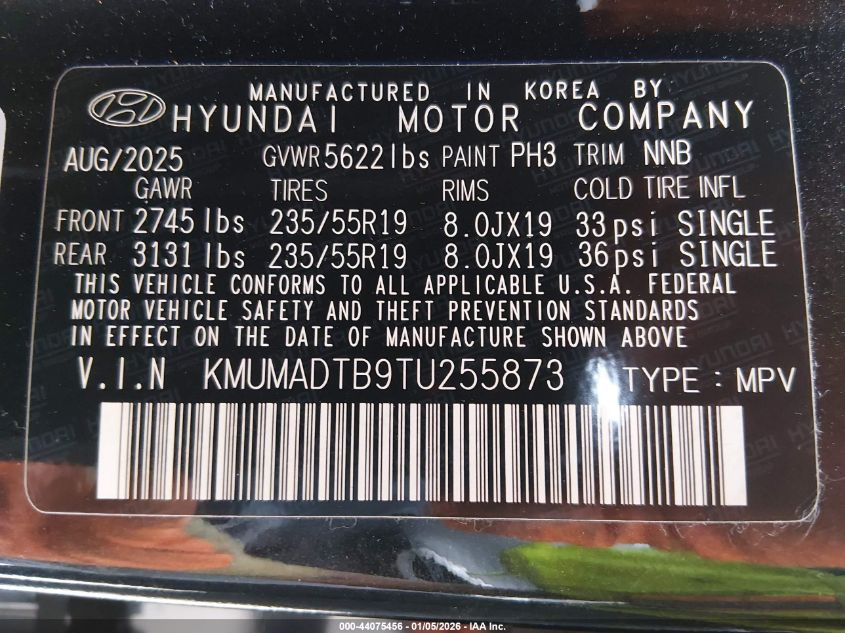 MANUFACTURED IN KOREA BY
HYUNDAI MOTOR COMPANY
AUG/2025 GVWR 5622lbs PAINT PH3 TRIM NNB
GAWR TIRES RIMS COLD TIRE INFL
FRONT 2745 lbs 235/55R19 8.0JX19 33psi SINGLE
REAR 3131 lbs 235/55R19 8.0JX19 36psi SINGLE
THIS VEHICLE CONFORMS TO ALL APPLICABLE U.S.A. FEDERAL
MOTOR VEHICLE SAFETY AND THEFT PREVENTION STANDARDS
IN EFFECT ON THE DATE OF MANUFACTURE SHOWN ABOVE
V.I.N KMUMADTB9TU255873 TYPE : MPV
000-44075456 - 01/05/2026 - IAA Inc.